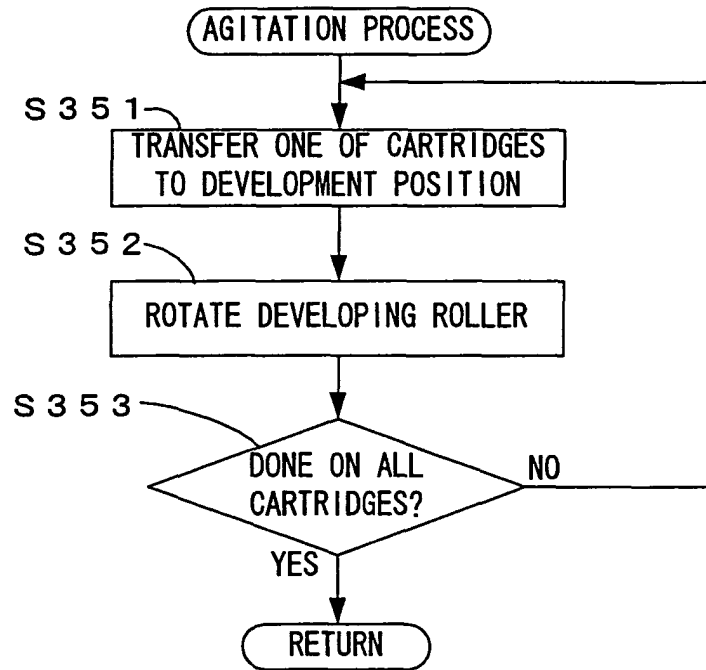 AGITATION PROCESS
S351
TRANSFER ONE OF CARTRIDGES
TO DEVELOPMENT POSITION
S352
ROTATE DEVELOPING ROLLER
S353
DONE ON ALL
CARTRIDGES?
NO
YES
RETURN